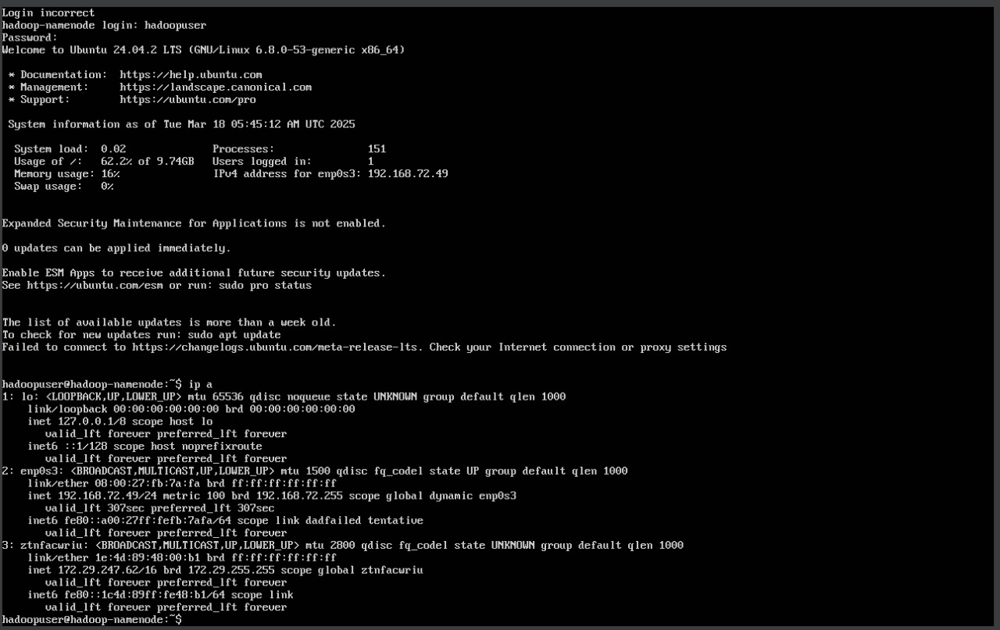 Login incorrect
hadoop-namenode login: hadoopuser
Password:
Welcome to Ubuntu 24.04.2 LTS (GNU/Linux 6.8.0-53-generic x86_64)
* Documentation:  https://help.ubuntu.com
* Management:     https://landscape.canonical.com
* Support:        https://ubuntu.com/pro
System information as of Tue Mar 18 05:45:12 AM UTC 2025
System load:  0.02              Processes:               151
Usage of /:   62.2% of 9.74GB   Users logged in:         1
Memory usage: 16%               IPv4 address for enp0s3: 192.168.72.49
Swap usage:   0%
Expanded Security Maintenance for Applications is not enabled.
0 updates can be applied immediately.
Enable ESM Apps to receive additional future security updates.
See https://ubuntu.com/esm or run: sudo pro status
The list of available updates is more than a week old.
To check for new updates run: sudo apt update
Failed to connect to https://changelogs.ubuntu.com/meta-release-lts. Check your Internet connection or proxy settings
hadoopuser@hadoop-namenode:~$ ip a
1: lo: <LOOPBACK,UP,LOWER_UP> mtu 65536 qdisc noqueue state UNKNOWN group default qlen 1000
link/loopback 00:00:00:00:00:00 brd 00:00:00:00:00:00
inet 127.0.0.1/8 scope host lo
valid_lft forever preferred_lft forever
inet6 ::1/128 scope host noprefixroute
valid_lft forever preferred_lft forever
2: enp0s3: <BROADCAST,MULTICAST,UP,LOWER_UP> mtu 1500 qdisc fq_codel state UP group default qlen 1000
link/ether 08:00:27:fb:7a:fa brd ff:ff:ff:ff:ff:ff
inet 192.168.72.49/24 metric 100 brd 192.168.72.255 scope global dynamic enp0s3
valid_lft 307sec preferred_lft 307sec
inet6 fe80::a00:27ff:fefb:7afa/64 scope link dadfailed tentative
valid_lft forever preferred_lft forever
3: ztnfacwriu: <BROADCAST,MULTICAST,UP,LOWER_UP> mtu 2800 qdisc fq_codel state UNKNOWN group default qlen 1000
link/ether 1e:4d:89:48:00:b1 brd ff:ff:ff:ff:ff:ff
inet 172.29.247.62/16 brd 172.29.255.255 scope global ztnfacwriu
valid_lft forever preferred_lft forever
inet6 fe80::1c4d:89ff:fe48:b1/64 scope link
valid_lft forever preferred_lft forever
hadoopuser@hadoop-namenode:~$